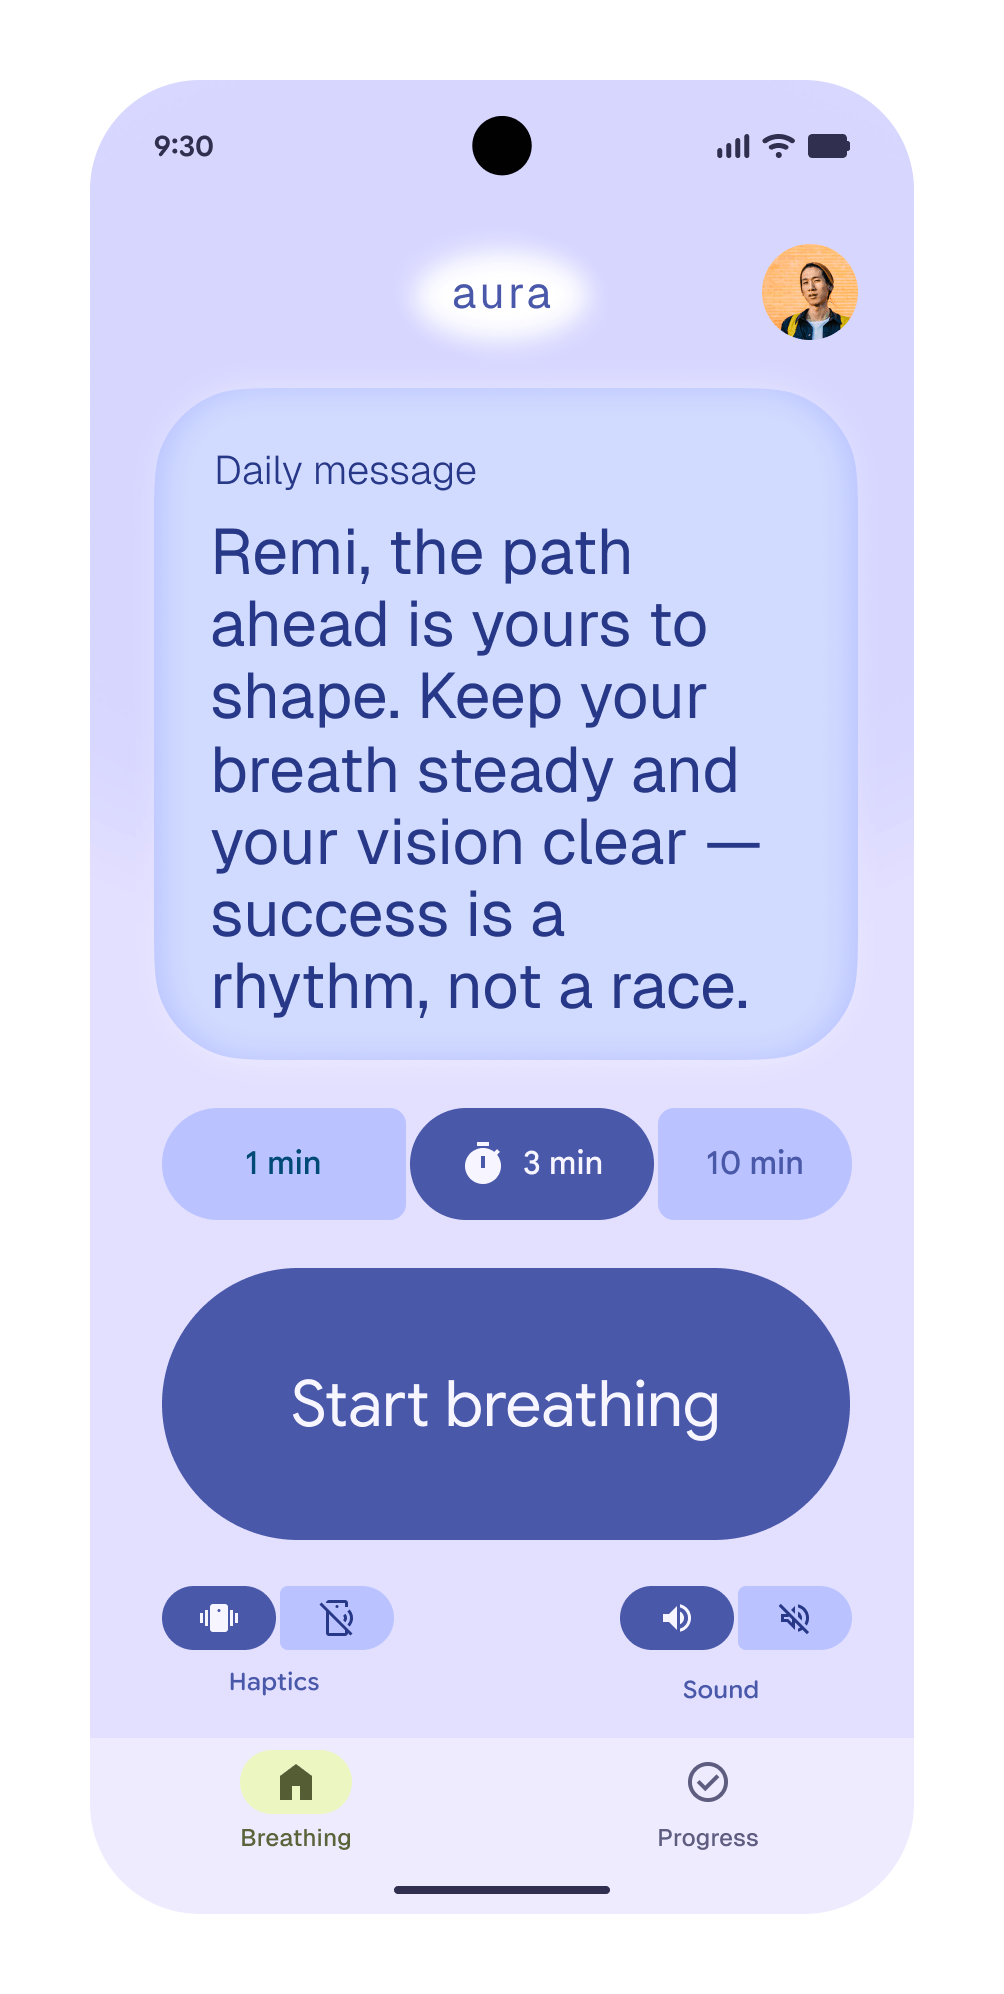 9:30
aura
Daily message
Remi, the path
ahead is yours to
shape. Keep your
breath steady and
your vision clear —
success is a
rhythm, not a race.
1 min
3 min
10 min
Start breathing
Haptics
Sound
Breathing
Progress